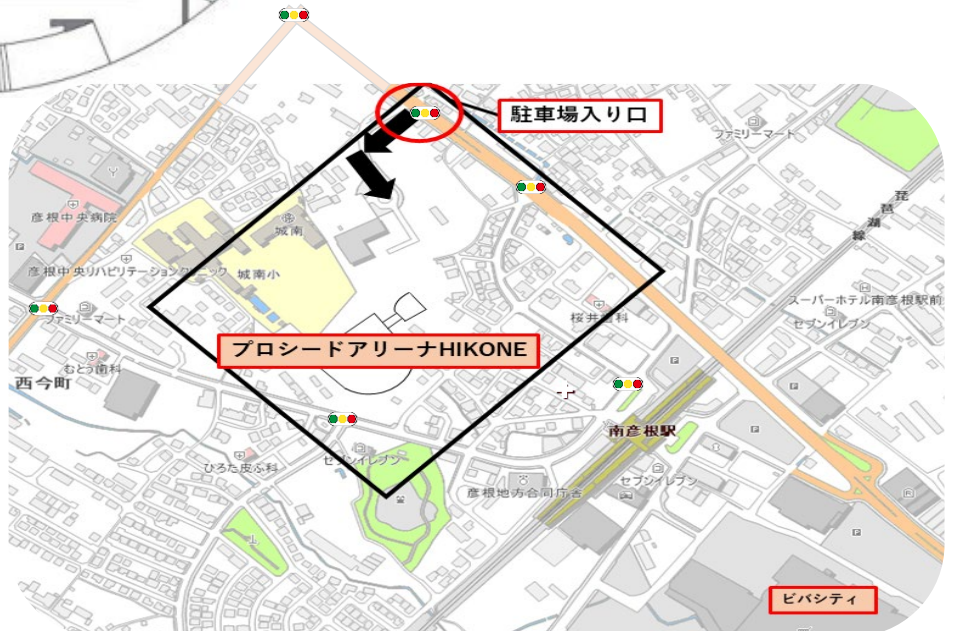 駐車場入り口
ファミリーマート
琵琶湖線
彦根中央病院
城南
彦根中央リハビリテーションクリニック
城南小
スーパーホテル南彦根駅前
セブンイレブン
ファミリーマート
桜井歯科
プロシードアリーナHIKONE
むとう歯科
西今町
P
P
P
P
P
南彦根駅
セブンイレブン
ひろた皮ふ科
セブンイレブン
彦根地方合同庁舎
ビバシティ